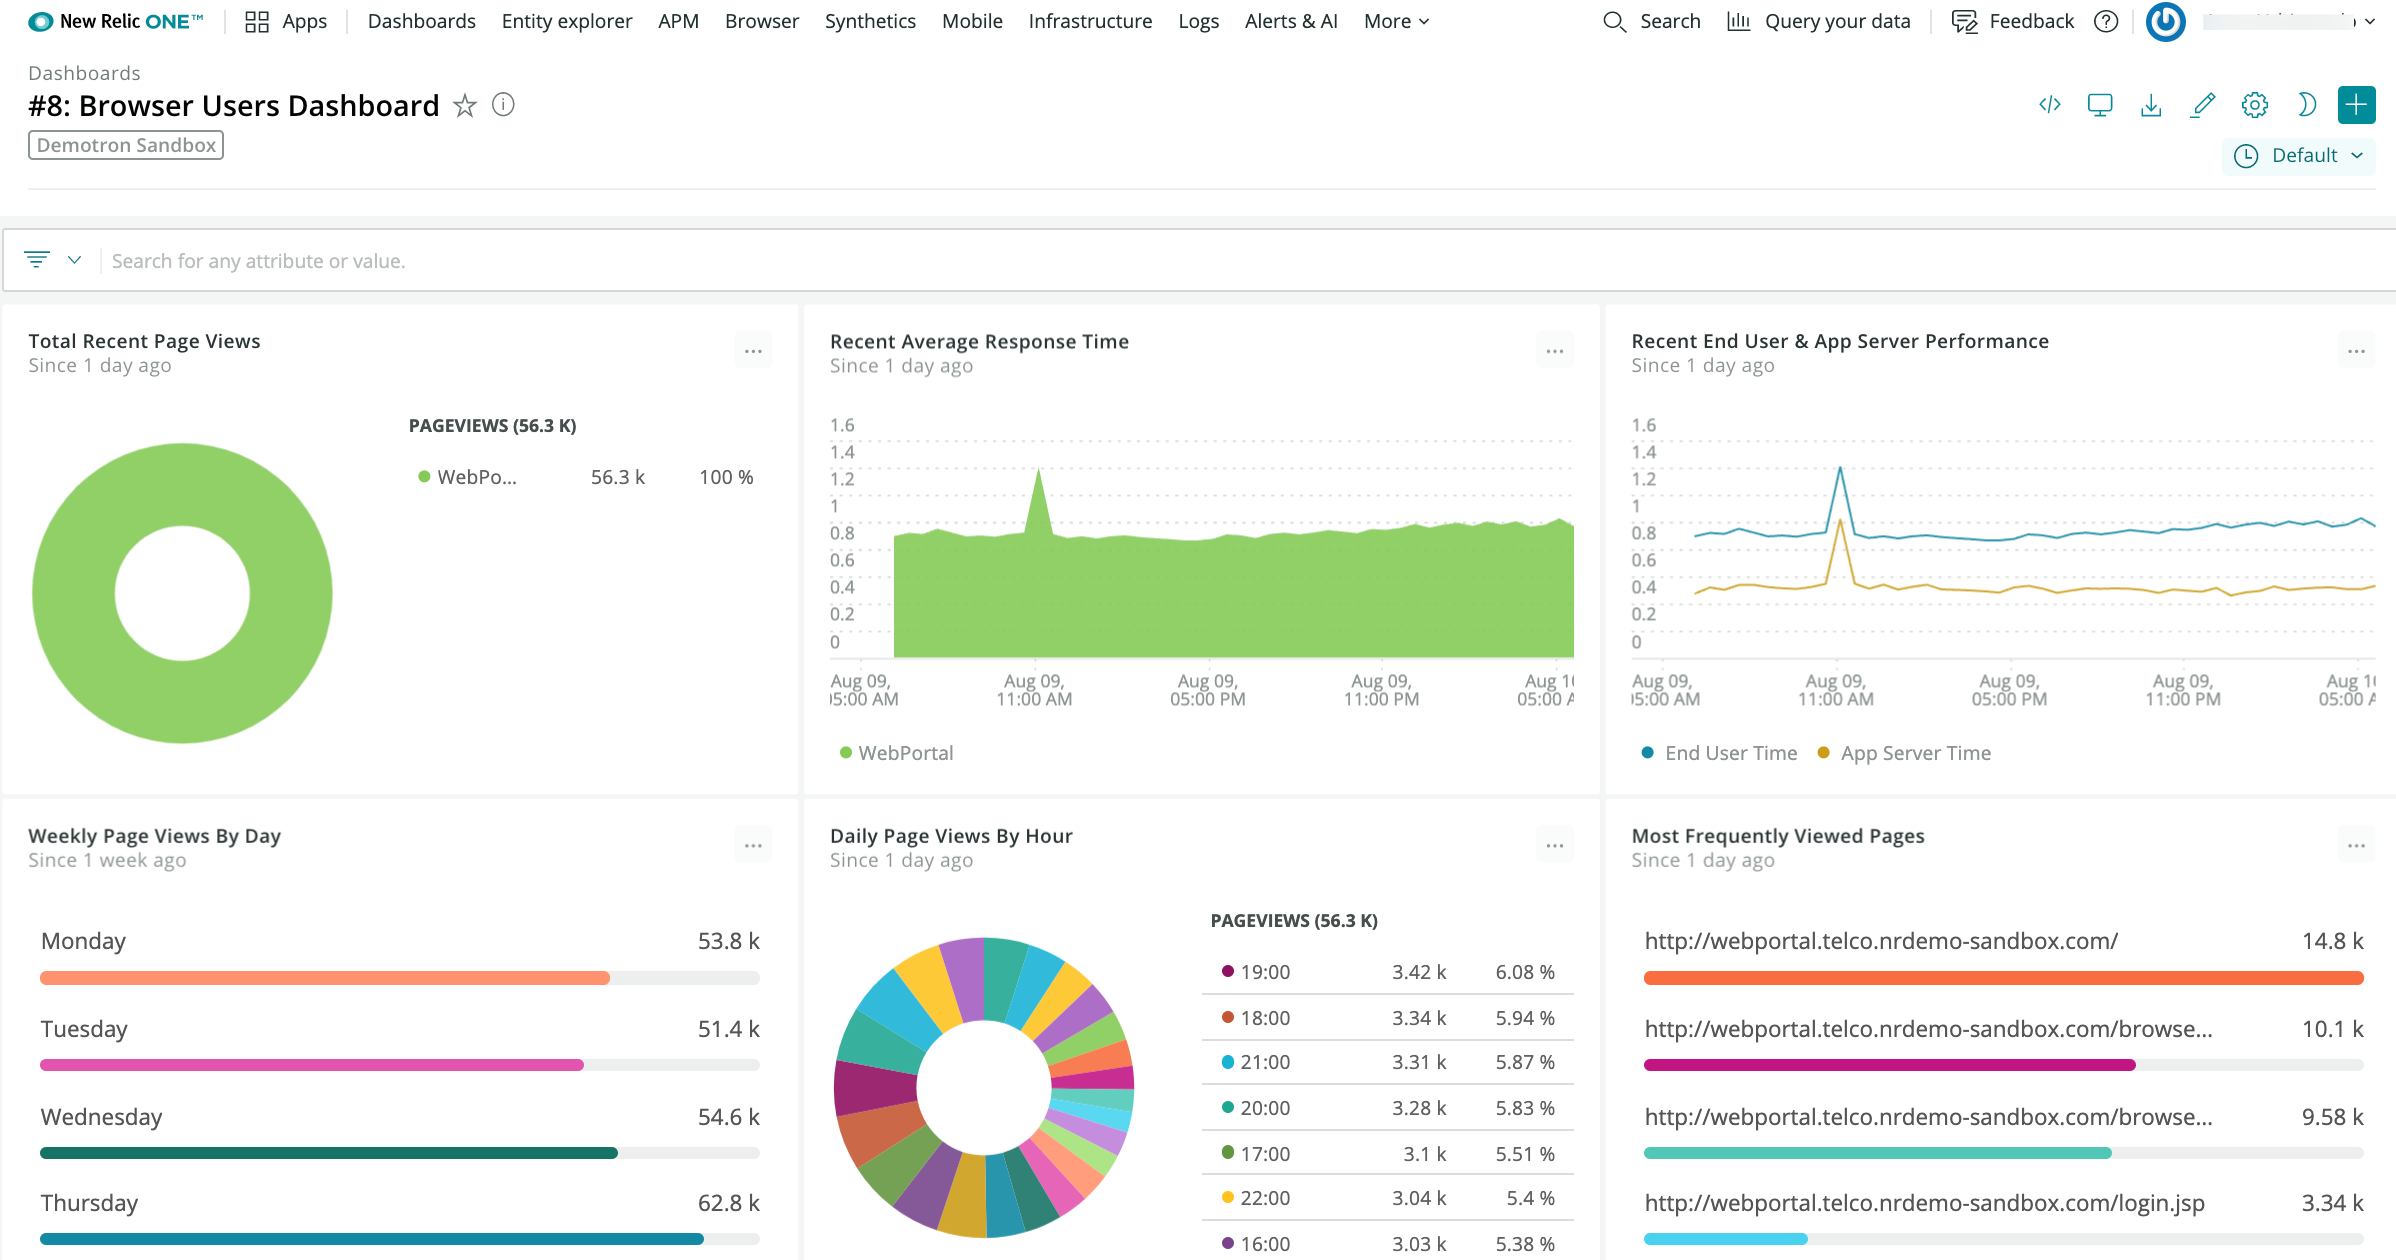 New Relic ONE™
Apps
Dashboards
Entity explorer
APM
Browser
Synthetics
Mobile
Infrastructure
Logs
Alerts & AI
More
Search
Query your data
Feedback
Dashboards
#8: Browser Users Dashboard
Demotron Sandbox
Default
Search for any attribute or value.
Total Recent Page Views
Since 1 day ago
PAGEVIEWS (56.3 K)
WebPo... 56.3 k 100 %
Recent Average Response Time
Since 1 day ago
1.6
1.4
1.2
1
0.8
0.6
0.4
0.2
0
Aug 09, Aug 09, Aug 09, Aug 09, Aug 10
05:00 AM 11:00 AM 05:00 PM 11:00 PM 05:00 A
WebPortal
Recent End User & App Server Performance
Since 1 day ago
1.6
1.4
1.2
1
0.8
0.6
0.4
0.2
0
Aug 09, Aug 09, Aug 09, Aug 09, Aug 10
05:00 AM 11:00 AM 05:00 PM 11:00 PM 05:00 A
End User Time App Server Time
Weekly Page Views By Day
Since 1 week ago
Monday 53.8 k
Tuesday 51.4 k
Wednesday 54.6 k
Thursday 62.8 k
Daily Page Views By Hour
Since 1 day ago
PAGEVIEWS (56.3 K)
19:00 3.42 k 6.08 %
18:00 3.34 k 5.94 %
21:00 3.31 k 5.87 %
20:00 3.28 k 5.83 %
17:00 3.1 k 5.51 %
22:00 3.04 k 5.4 %
16:00 3.03 k 5.38 %
Most Frequently Viewed Pages
Since 1 day ago
http://webportal.telco.nrdemo-sandbox.com/ 14.8 k
http://webportal.telco.nrdemo-sandbox.com/browse... 10.1 k
http://webportal.telco.nrdemo-sandbox.com/browse... 9.58 k
http://webportal.telco.nrdemo-sandbox.com/login.jsp 3.34 k